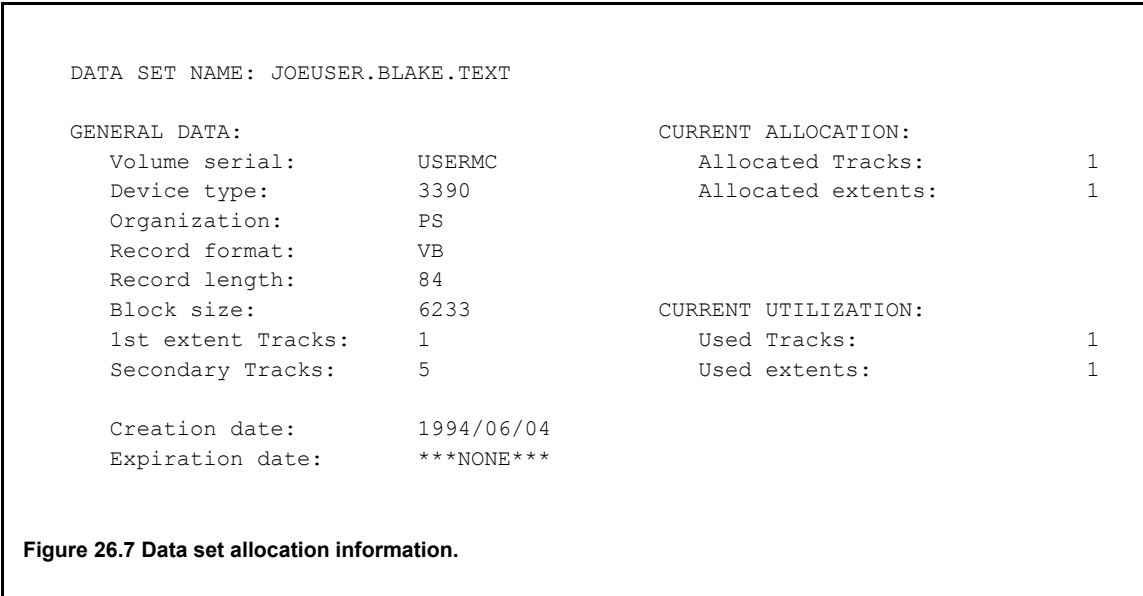 DATA SET NAME: JOEUSER.BLAKE.TEXT
GENERAL DATA: CURRENT ALLOCATION:
Volume serial: USERMC Allocated Tracks: 1
Device type: 3390 Allocated extents: 1
Organization: PS
Record format: VB
Record length: 84
Block size: 6233 CURRENT UTILIZATION:
1st extent Tracks: 1 Used Tracks: 1
Secondary Tracks: 5 Used extents: 1
Creation date: 1994/06/04
Expiration date: ***NONE***
Figure 26.7 Data set allocation information.